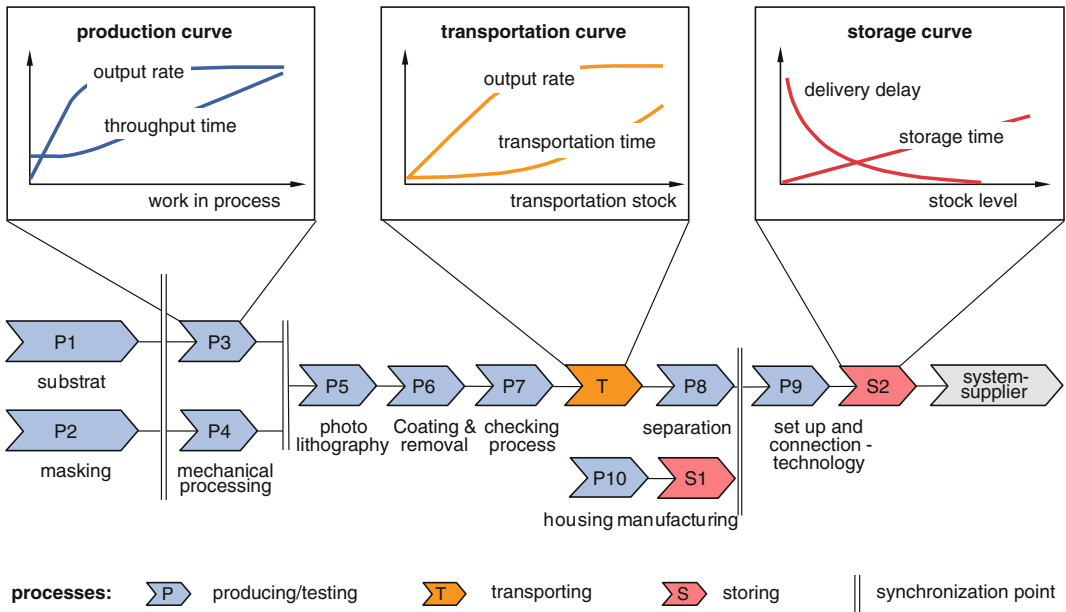 production curve
output rate
throughput time
work in process
transportation curve
output rate
transportation time
transportation stock
storage curve
delivery delay
storage time
stock level
P1
substrat
P3
P2
masking
P4
mechanical
processing
P5
photo
lithography
P6
Coating &
removal
P7
checking
process
T
P8
separation
P10
S1
housing manufacturing
P9
set up and
connection -
technology
S2
system-
supplier
processes:
P
producing/testing
T
transporting
S
storing
synchronization point